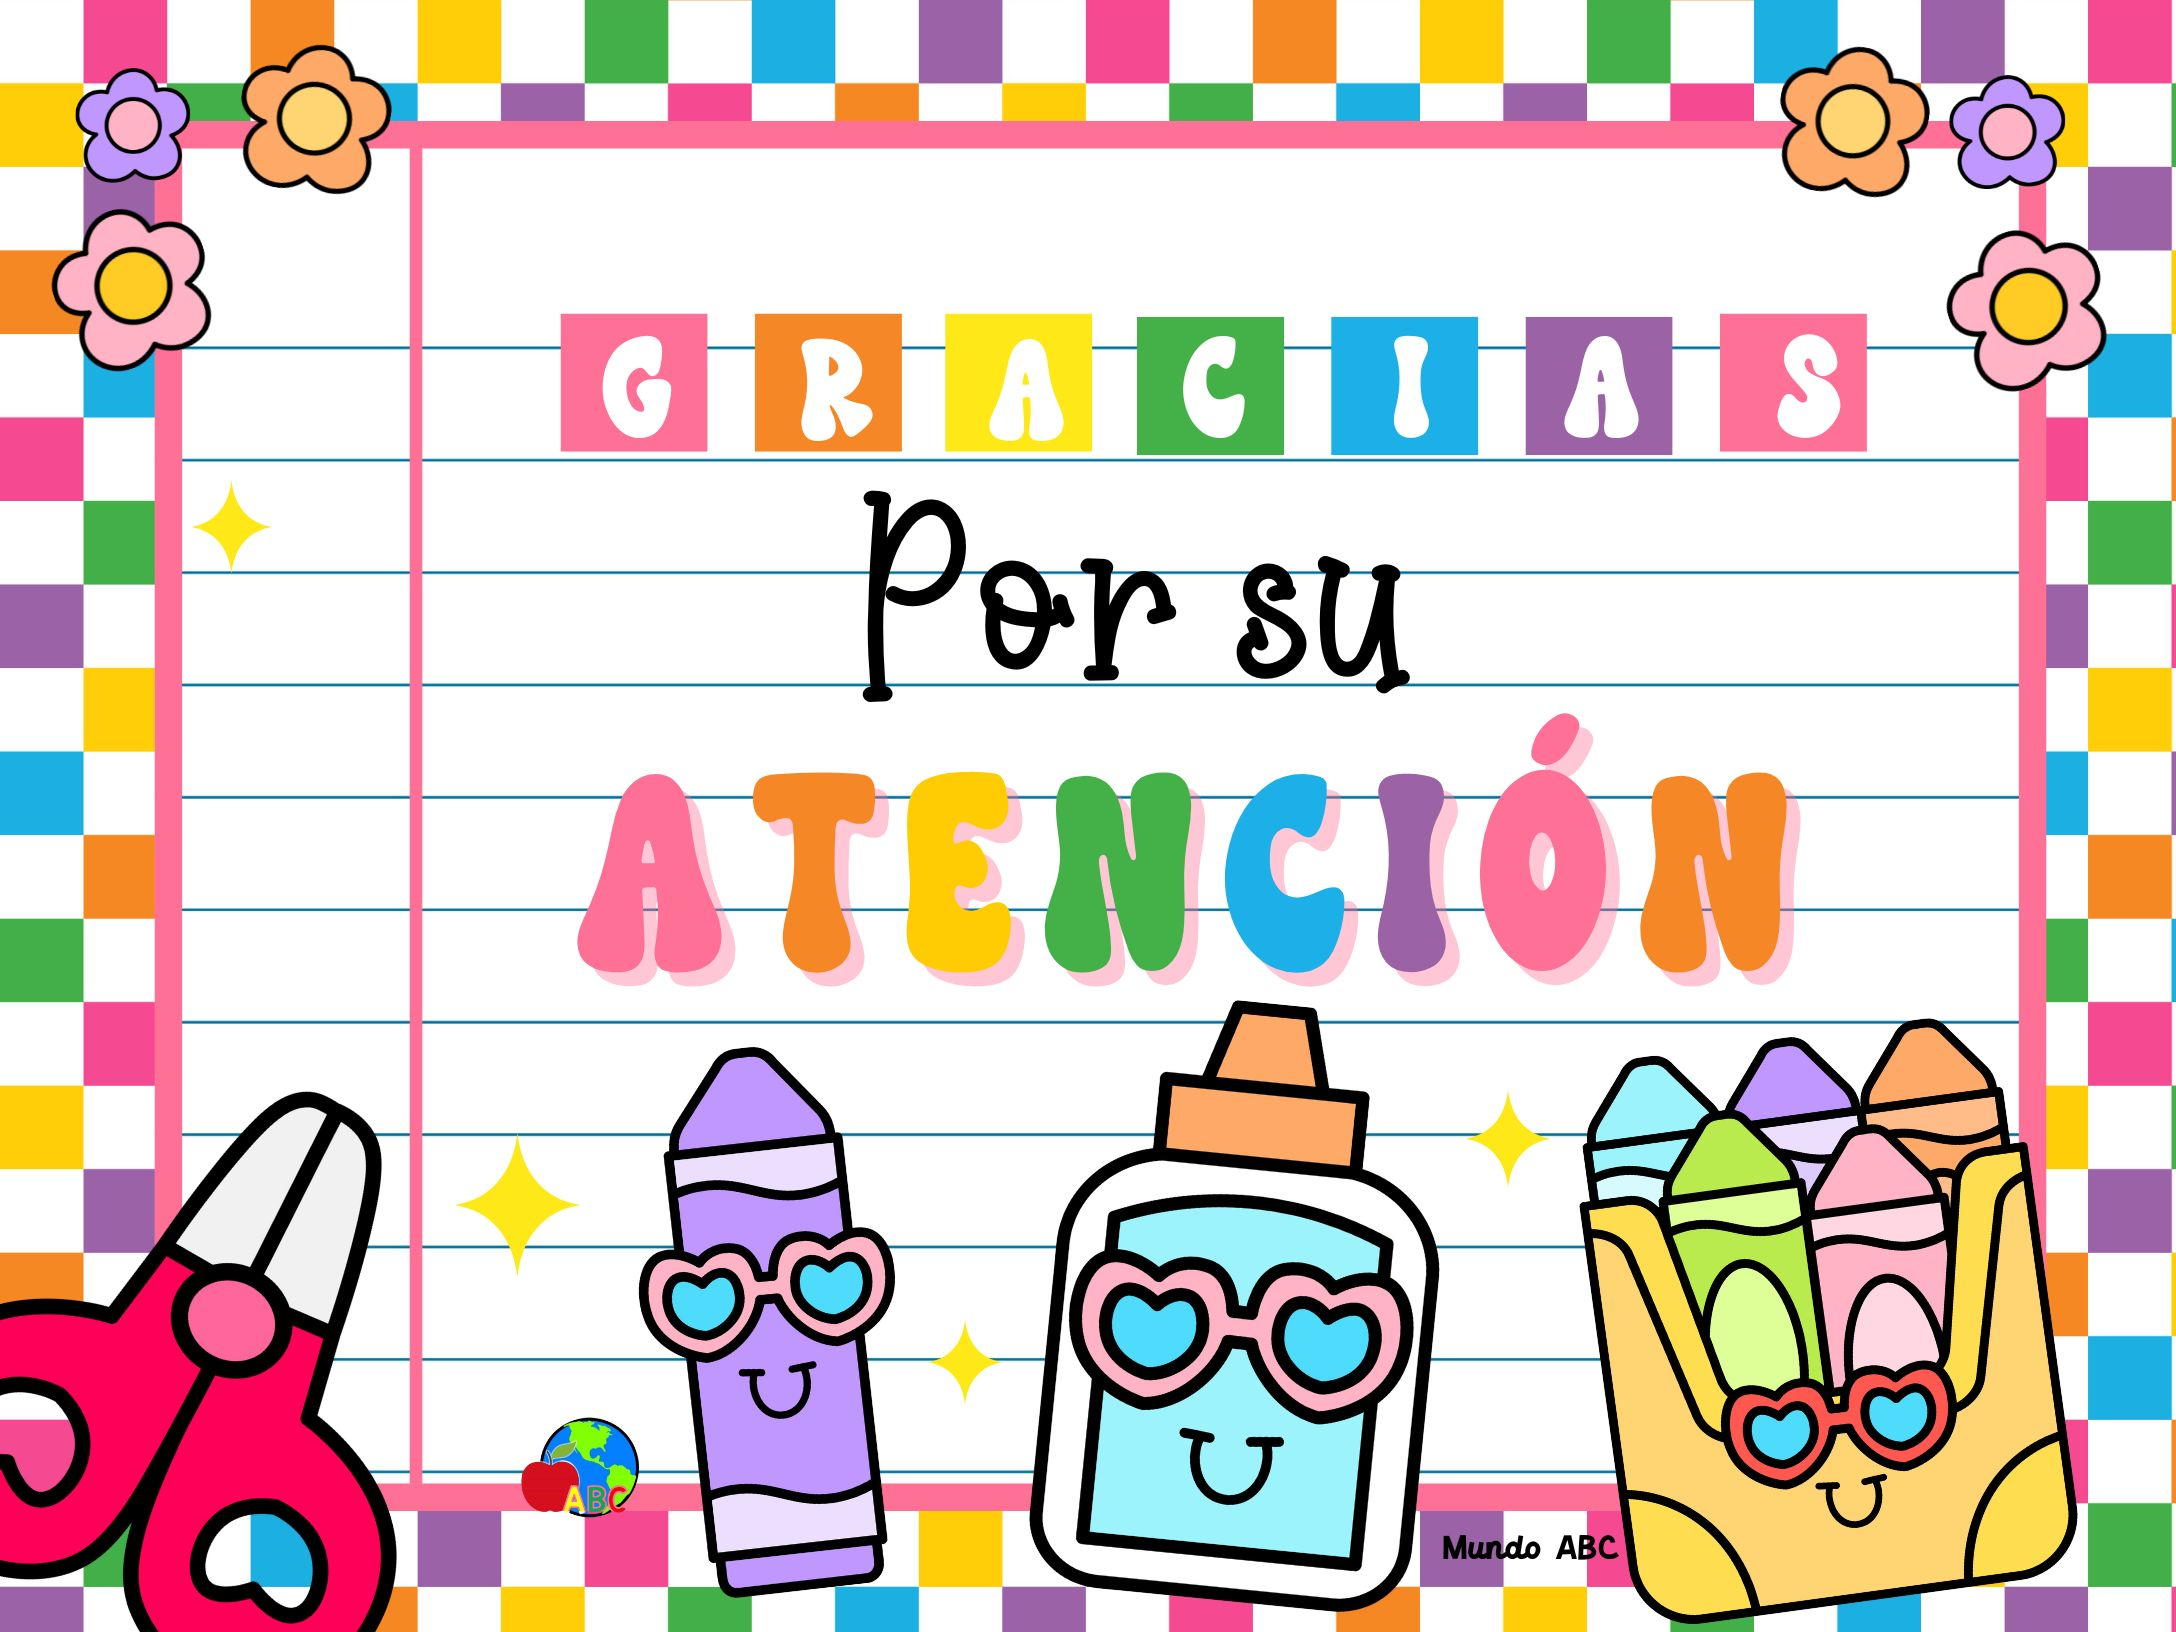 GRACIAS
Por su
ATENCIÓN
ABC
Mundo ABC